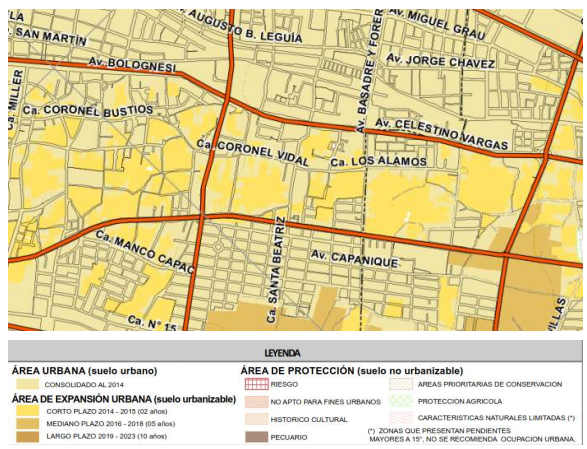 LA
SAN MARTÍN
AUGUSTO B. LEGUÍA
Av. MIGUEL GRAU
Av. JORGE CHAVEZ
Av. BOLOGNESI
Ca. MILLER
Ca. CORONEL BUSTIOS
Av. BASADRE Y FORERO
Av. CELESTINO VARGAS
Ca. CORONEL VIDAL
Ca. LOS ALAMOS
Ca. MANCO CAPAC
Ca. SANTA BEATRIZ
Av. CAPANIQUE
Ca. N° 15
ILLAS
LEYENDA
ÁREA URBANA (suelo urbano)
CONSOLIDADO AL 2014
ÁREA DE EXPANSIÓN URBANA (suelo urbanizable)
CORTO PLAZO 2014 - 2015 (02 años)
MEDIANO PLAZO 2016 - 2018 (05 años)
LARGO PLAZO 2019 - 2023 (10 años)
ÁREA DE PROTECCIÓN (suelo no urbanizable)
RIESGO
NO APTO PARA FINES URBANOS
HISTORICO CULTURAL
PECUARIO
AREAS PRIORITARIAS DE CONSERVACION
PROTECCION AGRICOLA
CARACTERISTICAS NATURALES LIMITADAS (*)
(*) ZONAS QUE PRESENTAN PENDIENTES
MAYORES A 15°, NO SE RECOMIENDA OCUPACION URBANA.